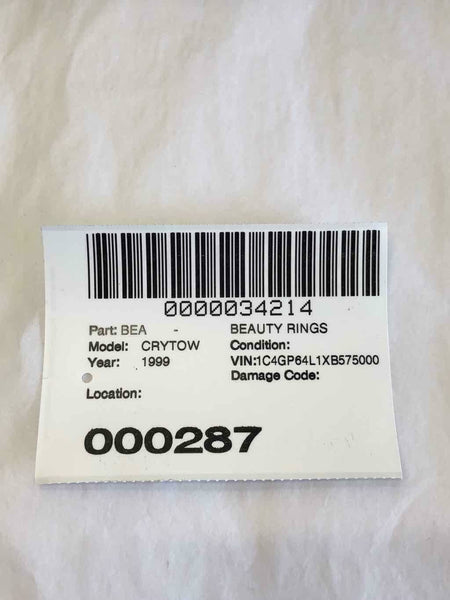 0000034214
Part: BEA - BEAUTY RINGS
Model: CRYTOW Condition:
Year: 1999 VIN:1C4GP64L1XB575000
Damage Code:
Location:
000287